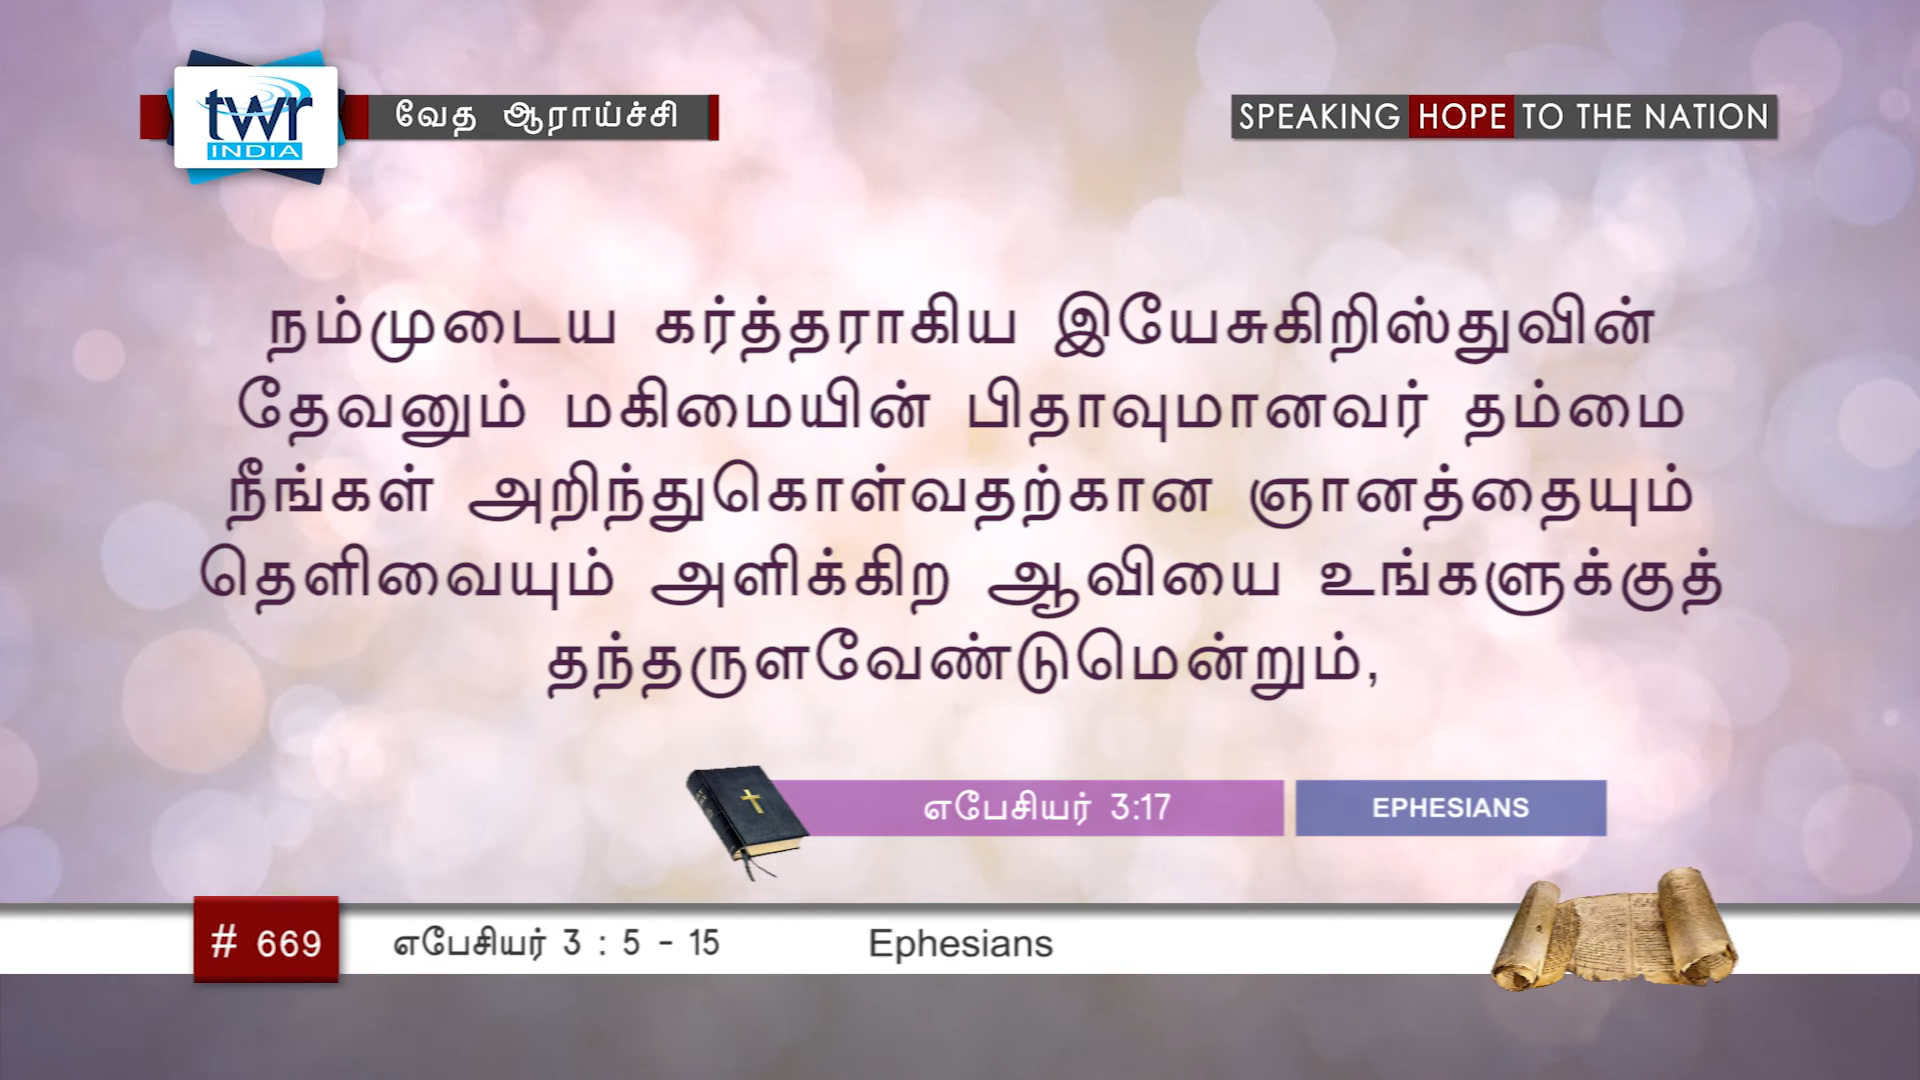 twr
INDIA
வேத ஆராய்ச்சி
SPEAKING HOPE TO THE NATION
நம்முடைய கர்த்தராகிய இயேசுகிறிஸ்துவின்
தேவனும் மகிமையின் பிதாவுமானவர் தம்மை
நீங்கள் அறிந்துகொள்வதற்கான ஞானத்தையும்
தெளிவையும் அளிக்கிற ஆவியை உங்களுக்குத்
தந்தருளவேண்டுமென்றும்,
எபேசியர் 3:17
EPHESIANS
# 669
எபேசியர் 3 : 5 - 15
Ephesians